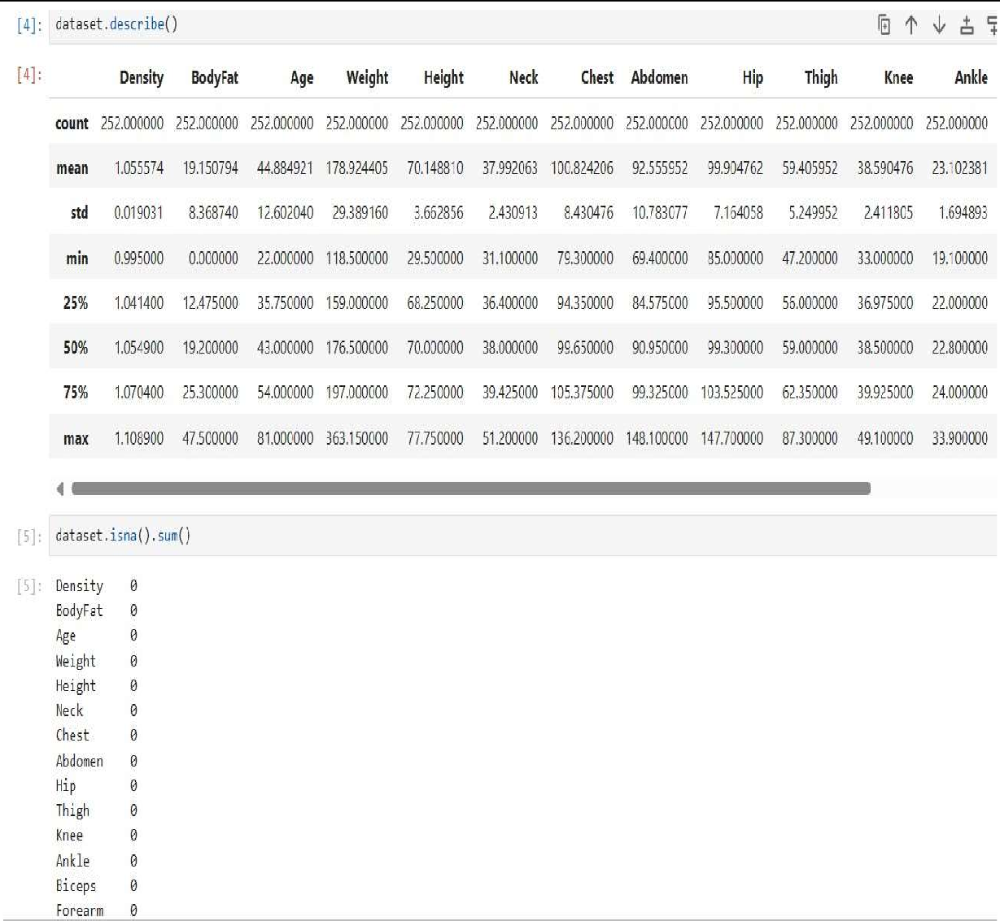 [4]: dataset.describe()
[4]: Density BodyFat Age Weight Height Neck Chest Abdomen Hip Thigh Knee Ankle
count 252.000000 252.000000 252.000000 252.000000 252.000000 252.000000 252.000000 252.000000 252.000000 252.000000 252.000000 252.000000
mean 1.055574 19.150794 44.884921 178.924405 70.148810 37.992063 100.824206 92.555952 99.904762 59.405952 38.590476 23.102381
std 0.019031 8.368740 12.602040 29.389160 3.662856 2.430913 8.430476 10.783077 7.164058 5.249952 2.411805 1.694893
min 0.995000 0.000000 22.000000 118.500000 29.500000 31.100000 79.300000 69.400000 85.000000 47.200000 33.000000 19.100000
25% 1.041400 12.475000 35.750000 159.000000 68.250000 36.400000 94.350000 84.575000 95.500000 56.000000 36.975000 22.000000
50% 1.054900 19.200000 43.000000 176.500000 70.000000 38.000000 99.650000 90.950000 99.300000 59.000000 38.500000 22.800000
75% 1.070400 25.300000 54.000000 197.000000 72.250000 39.425000 105.375000 99.325000 103.525000 62.350000 39.925000 24.000000
max 1.108900 47.500000 81.000000 363.150000 77.750000 51.200000 136.200000 148.100000 147.700000 87.300000 49.100000 33.900000
[5]: dataset.isna().sum()
[5]: Density 0
BodyFat 0
Age 0
Weight 0
Height 0
Neck 0
Chest 0
Abdomen 0
Hip 0
Thigh 0
Knee 0
Ankle 0
Biceps 0
Forearm 0